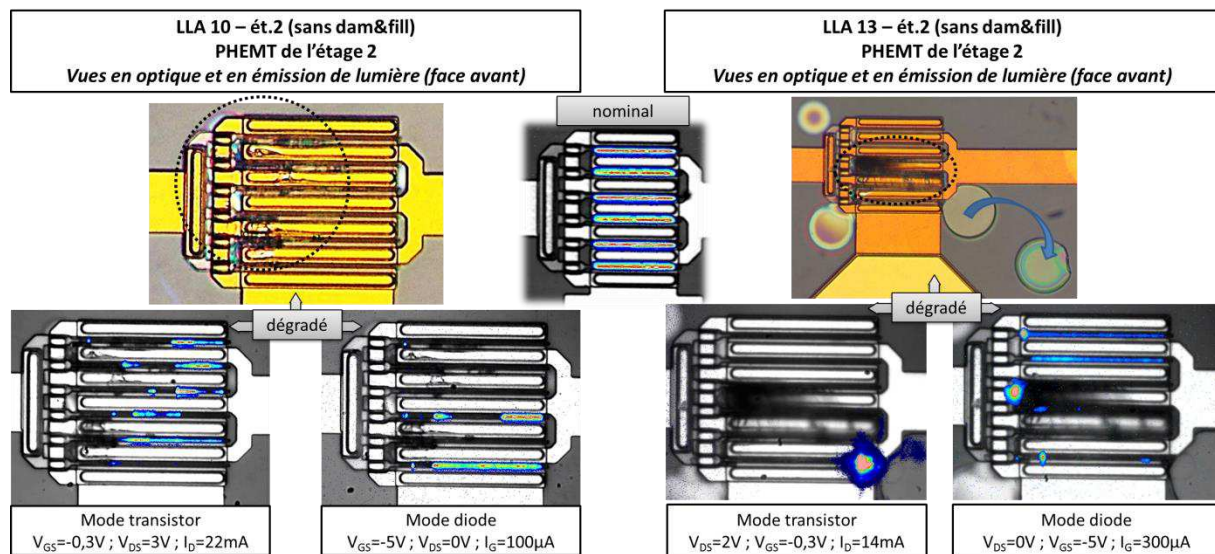 LLA 10 – ét.2 (sans dam&fill)
PHEMT de l'étage 2
Vues en optique et en émission de lumière (face avant)
LLA 13 – ét.2 (sans dam&fill)
PHEMT de l'étage 2
Vues en optique et en émission de lumière (face avant)
nominal
dégradé
dégradé
Mode transistor
VGS=-0,3V ; VDS=3V ; ID=22mA
Mode diode
VGS=-5V ; VDS=0V ; IG=100µA
Mode transistor
VDS=2V ; VGS=-0,3V ; ID=14mA
Mode diode
VDS=0V ; VGS=-5V ; IG=300µA